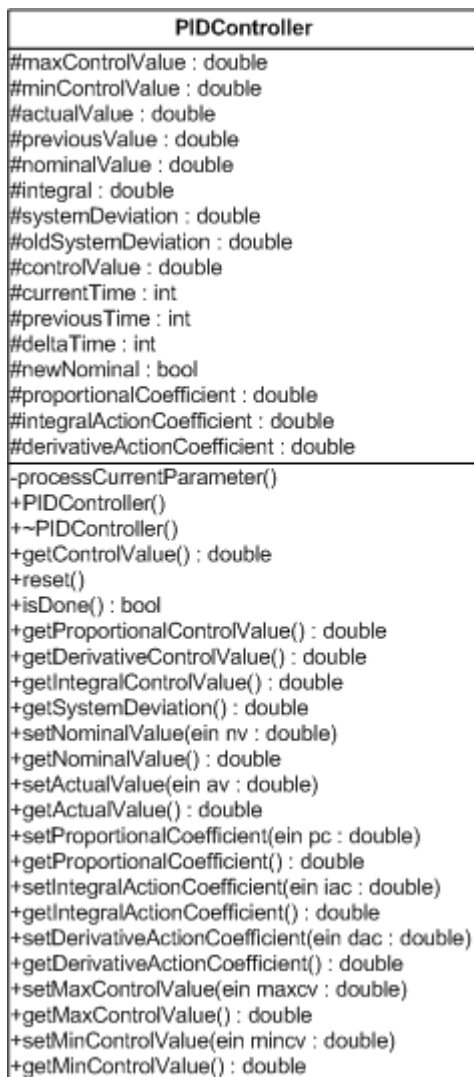 PIDController
#maxControlValue : double
#minControlValue : double
#actualValue : double
#previousValue : double
#nominalValue : double
#integral : double
#systemDeviation : double
#oldSystemDeviation : double
#controlValue : double
#currentTime : int
#previousTime : int
#deltaTime : int
#newNominal : bool
#proportionalCoefficient : double
#integralActionCoefficient : double
#derivativeActionCoefficient : double
-processCurrentParameter()
+PIDController()
+~PIDController()
+getControlValue() : double
+reset()
+isDone() : bool
+getProportionalControlValue() : double
+getDerivativeControlValue() : double
+getIntegralControlValue() : double
+getSystemDeviation() : double
+setNominalValue(ein nv : double)
+getNominalValue() : double
+setActualValue(ein av : double)
+getActualValue() : double
+setProportionalCoefficient(ein pc : double)
+getProportionalCoefficient() : double
+setIntegralActionCoefficient(ein iac : double)
+getIntegralActionCoefficient() : double
+setDerivativeActionCoefficient(ein dac : double)
+getDerivativeActionCoefficient() : double
+setMaxControlValue(ein maxcv : double)
+getMaxControlValue() : double
+setMinControlValue(ein mincv : double)
+getMinControlValue() : double